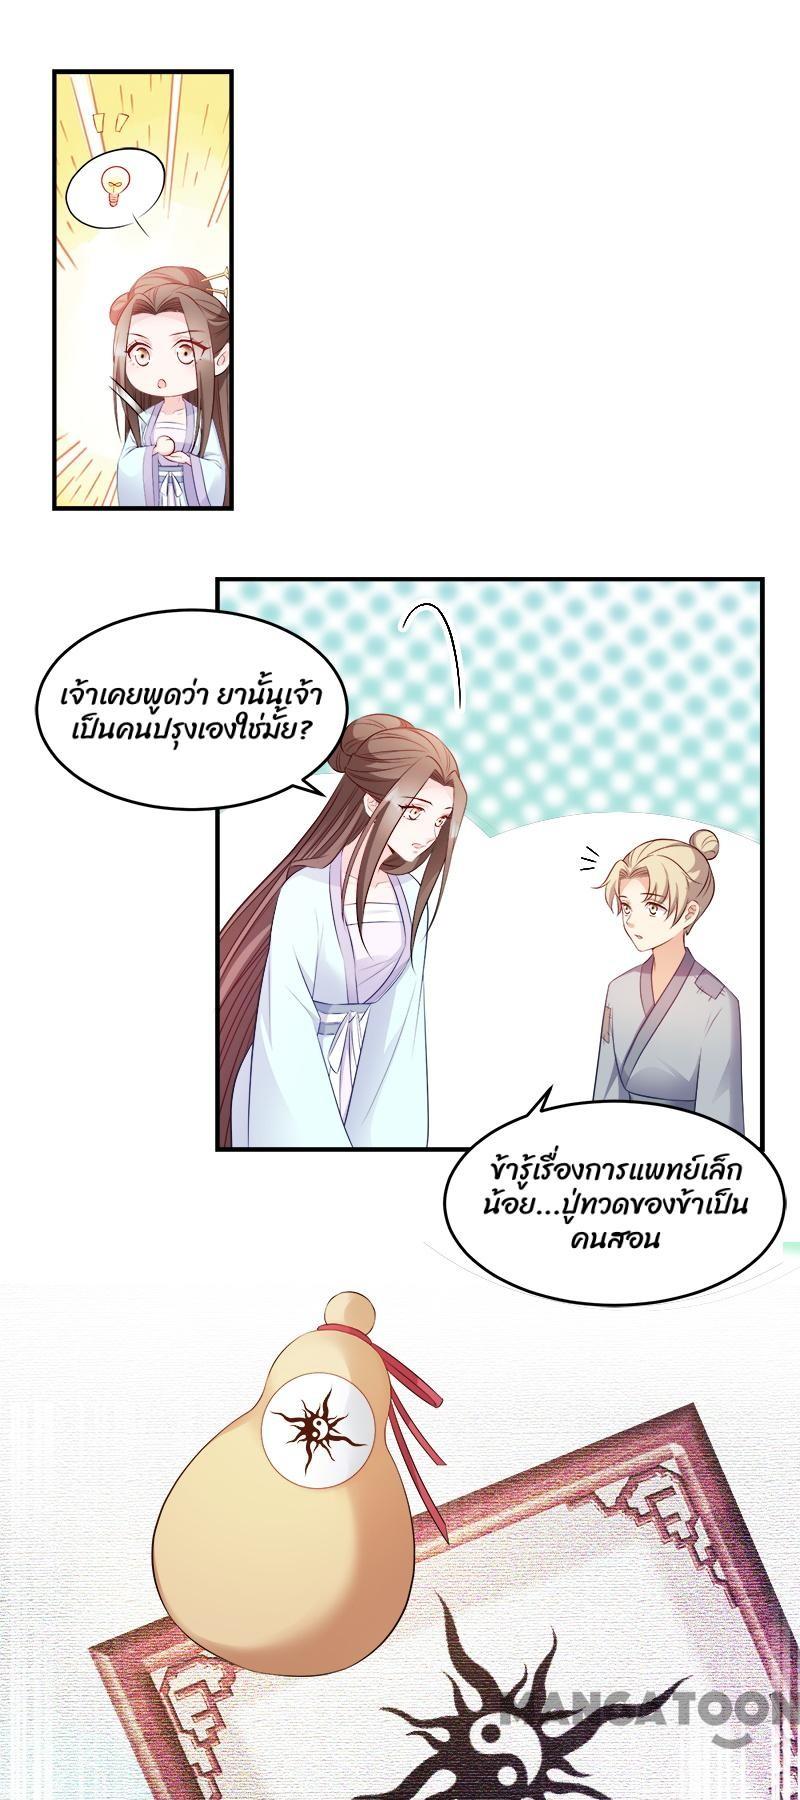 เจ้าเคยพูดว่า ยานั้นเจ้า
เป็นคนปรุงเองใช่มั้ย?
ข้ารู้เรื่องการแพทย์เล็ก
น้อย...ปู่ทวดของข้าเป็น
คนสอน
MANGATOON